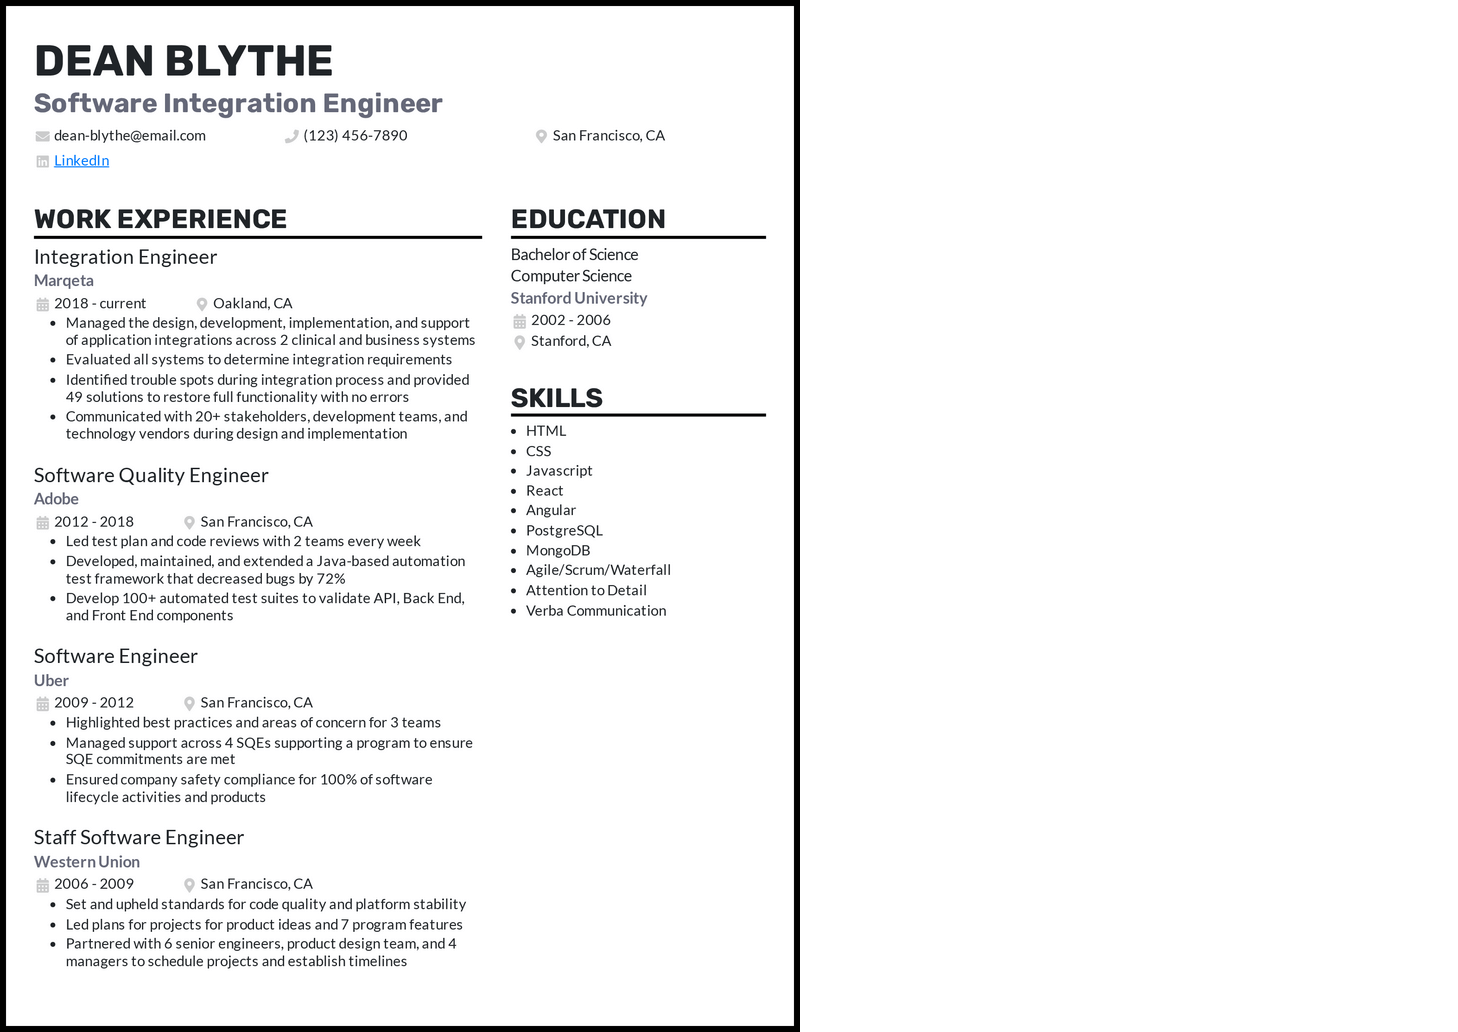 DEAN BLYTHE
Software Integration Engineer
dean-blythe@email.com (123) 456-7890 San Francisco, CA
LinkedIn
WORK EXPERIENCE
Integration Engineer
Marqeta
2018 - current Oakland, CA
• Managed the design, development, implementation, and support
of application integrations across 2 clinical and business systems
• Evaluated all systems to determine integration requirements
• Identified trouble spots during integration process and provided
49 solutions to restore full functionality with no errors
• Communicated with 20+ stakeholders, development teams, and
technology vendors during design and implementation
Software Quality Engineer
Adobe
2012 - 2018 San Francisco, CA
• Led test plan and code reviews with 2 teams every week
• Developed, maintained, and extended a Java-based automation
test framework that decreased bugs by 72%
• Develop 100+ automated test suites to validate API, Back End,
and Front End components
Software Engineer
Uber
2009 - 2012 San Francisco, CA
• Highlighted best practices and areas of concern for 3 teams
• Managed support across 4 SQEs supporting a program to ensure
SQE commitments are met
• Ensured company safety compliance for 100% of software
lifecycle activities and products
Staff Software Engineer
Western Union
2006 - 2009 San Francisco, CA
• Set and upheld standards for code quality and platform stability
• Led plans for projects for product ideas and 7 program features
• Partnered with 6 senior engineers, product design team, and 4
managers to schedule projects and establish timelines
EDUCATION
Bachelor of Science
Computer Science
Stanford University
2002 - 2006
Stanford, CA
SKILLS
• HTML
• CSS
• Javascript
• React
• Angular
• PostgreSQL
• MongoDB
• Agile/Scrum/Waterfall
• Attention to Detail
• Verba Communication